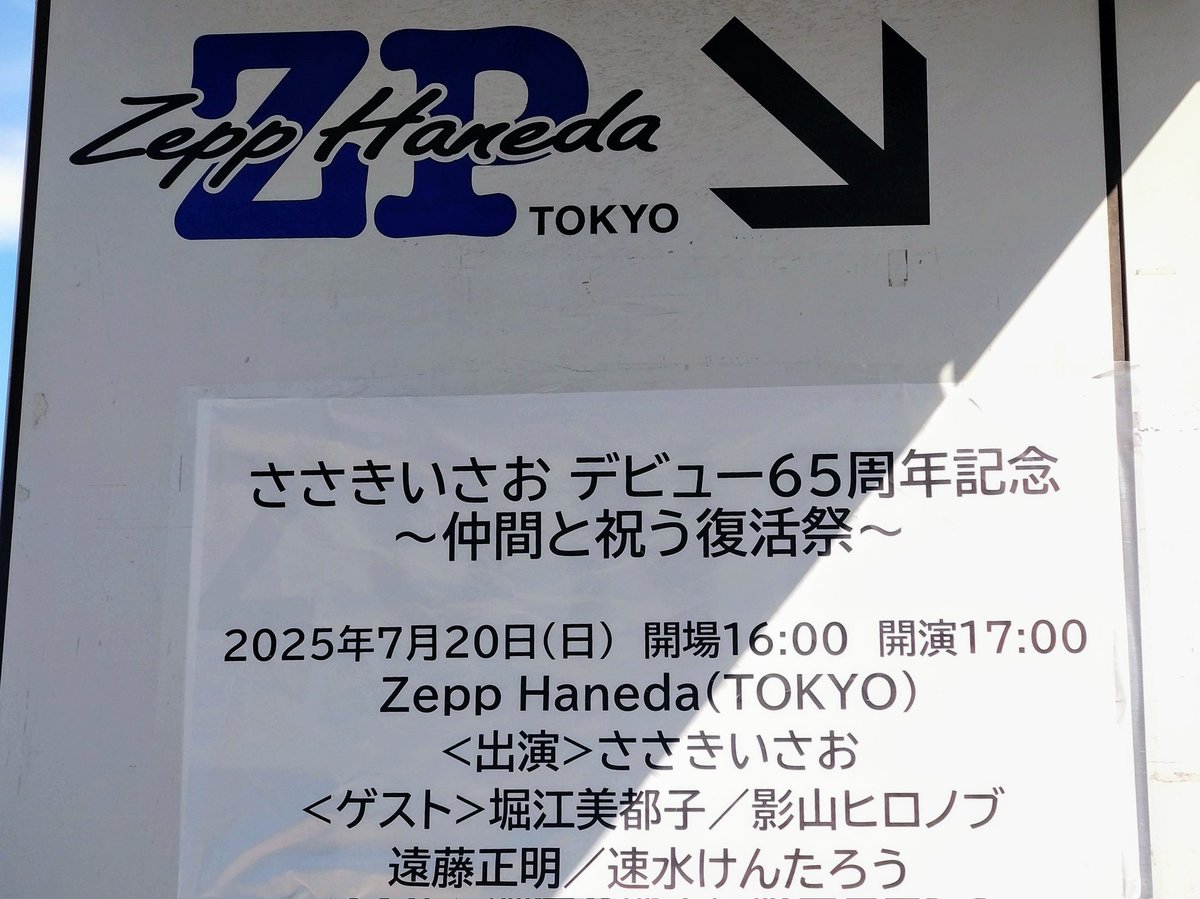 ZP
Zepp Haneda
TOKYO
ささきいさお デビュー65周年記念
～仲間と祝う復活祭～
2025年7月20日(日) 開場16:00 開演17:00
Zepp Haneda(TOKYO)
<出演>ささきいさお
<ゲスト>堀江美都子／影山ヒロノブ
遠藤正明／速水けんたろう